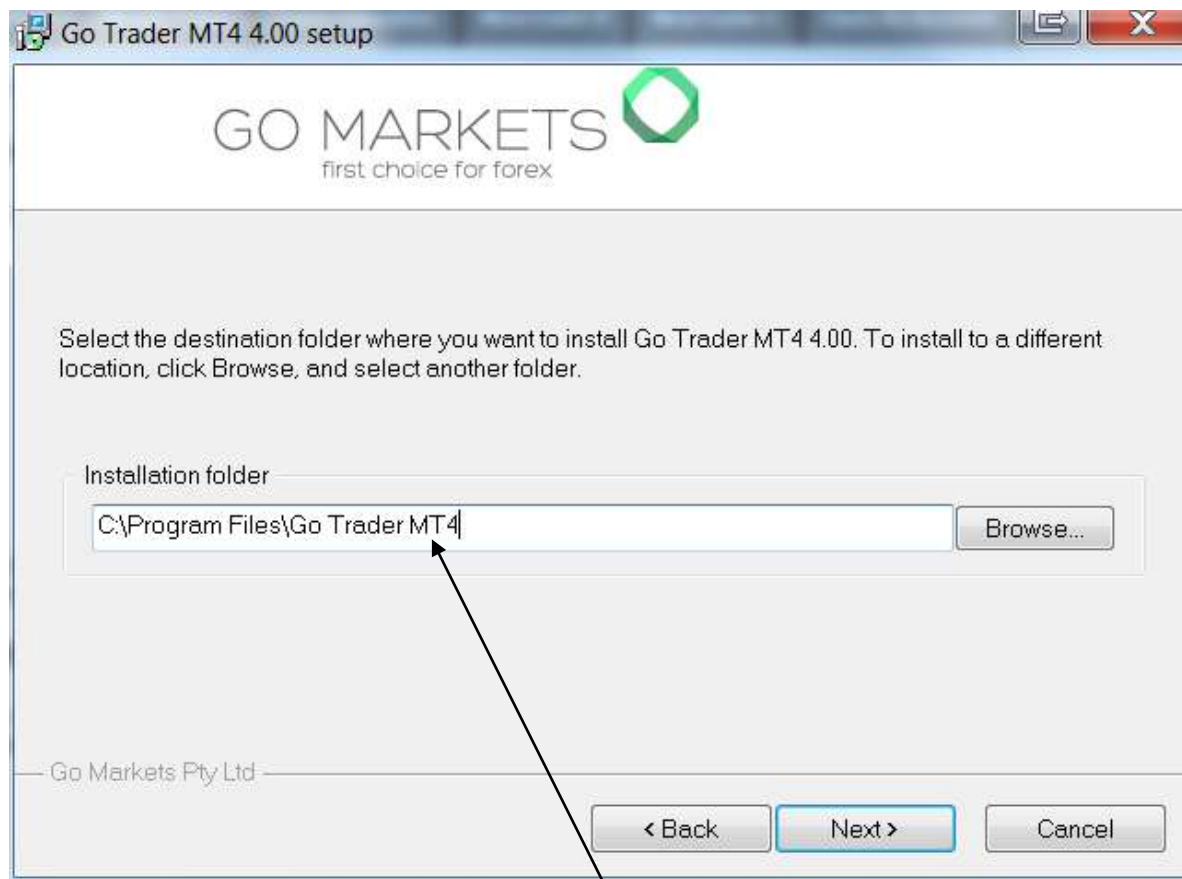 Go Trader MT4 4.00 setup
GO MARKETS
first choice for forex
Select the destination folder where you want to install Go Trader MT4 4.00. To install to a different
location, click Browse, and select another folder.
Installation folder
C:\Program Files\Go Trader MT4
Browse...
Go Markets Pty Ltd
< Back
Next >
Cancel